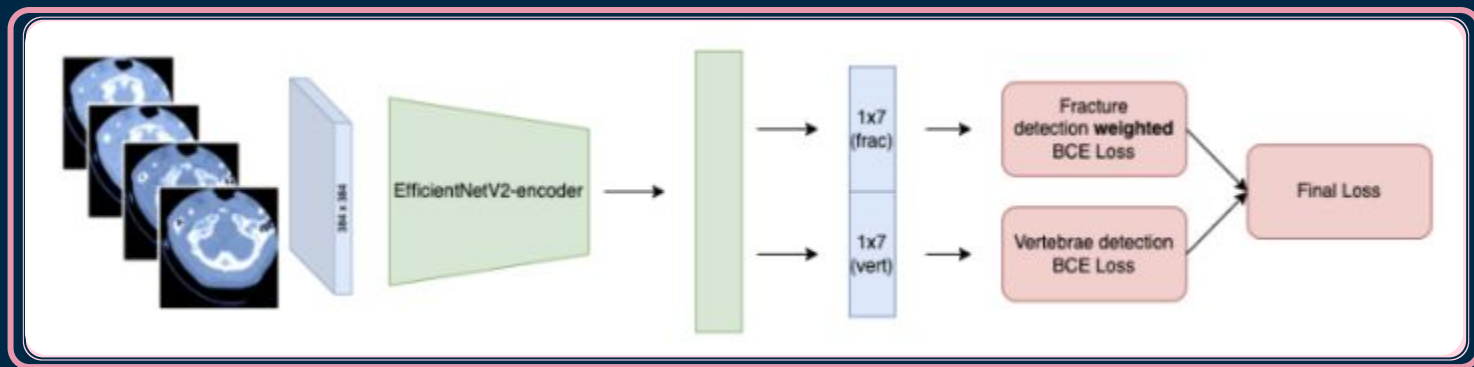 384 x 384
EfficientNetV2-encoder
1x7
(frac)
1x7
(vert)
Fracture
detection weighted
BCE Loss
Vertebrae detection
BCE Loss
Final Loss